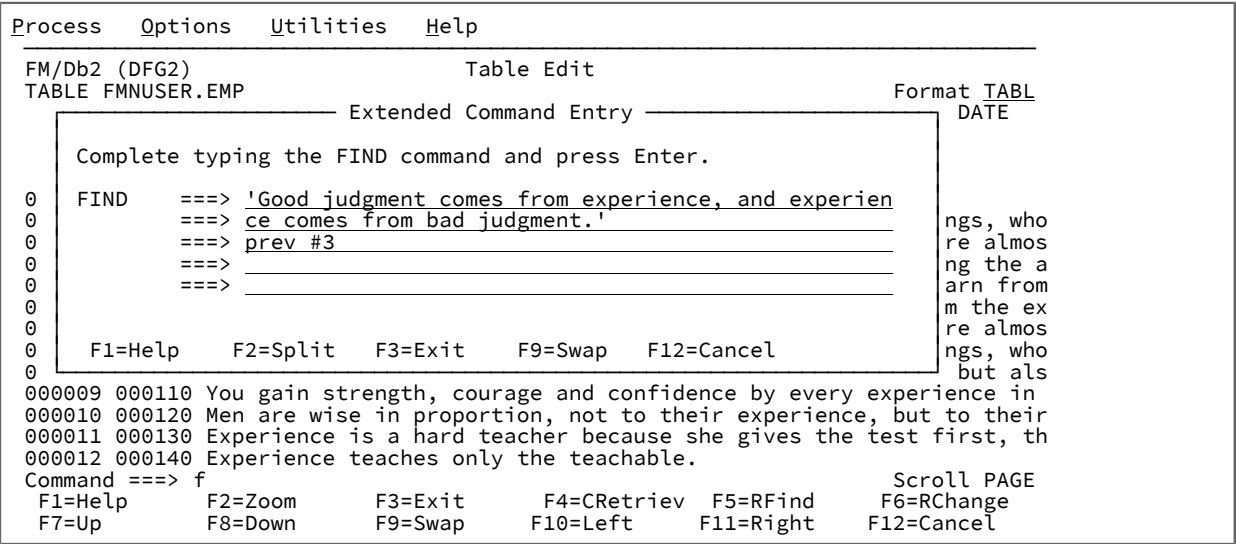 Process Options Utilities Help
FM/Db2 (DFG2) Table Edit
TABLE FMNUSER.EMP Format TABL
Extended Command Entry DATE
Complete typing the FIND command and press Enter.
0 FIND ===> 'Good judgment comes from experience, and experien
0 ===> ce comes from bad judgment.' ngs, who
0 ===> prev #3 re almos
0 ===> ng the a
0 ===> arn from
0 m the ex
0 re almos
0 F1=Help F2=Split F3=Exit F9=Swap F12=Cancel ngs, who
0 but als
000009 000110 You gain strength, courage and confidence by every experience in
000010 000120 Men are wise in proportion, not to their experience, but to their
000011 000130 Experience is a hard teacher because she gives the test first, th
000012 000140 Experience teaches only the teachable.
Command ===> f Scroll PAGE
F1=Help F2=Zoom F3=Exit F4=CRetriev F5=RFind F6=RChange
F7=Up F8=Down F9=Swap F10=Left F11=Right F12=Cancel